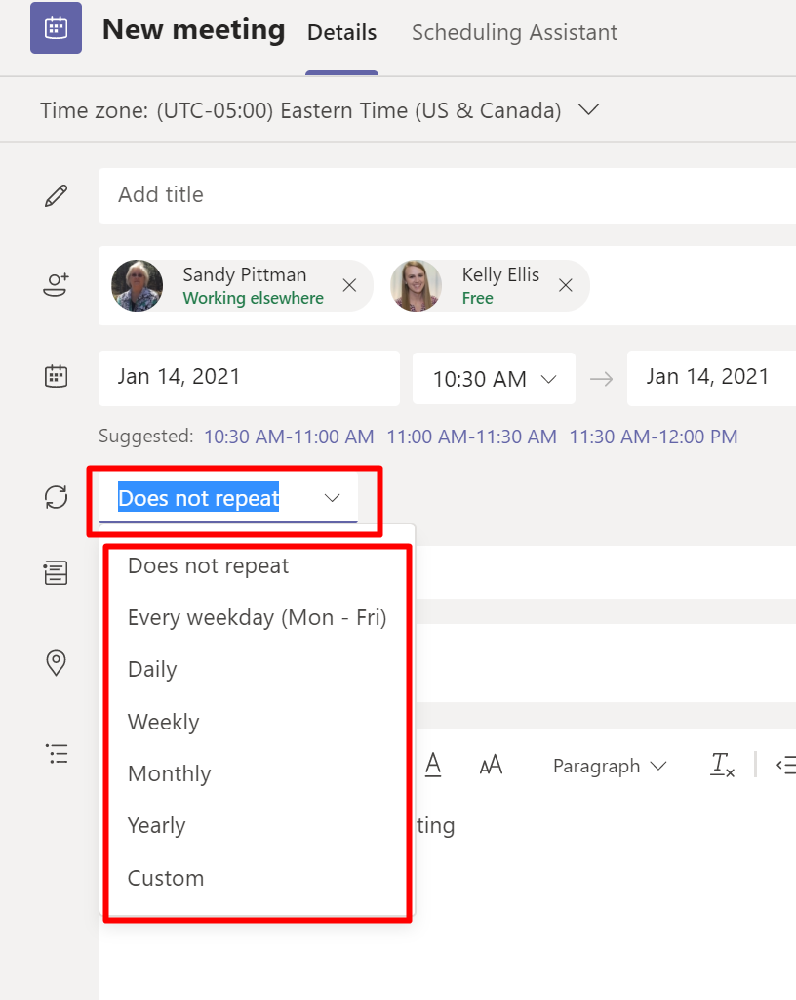 New meeting Details Scheduling Assistant
Time zone: (UTC-05:00) Eastern Time (US & Canada)
Add title
Sandy Pittman Kelly Ellis
Working elsewhere Free
Jan 14, 2021 10:30 AM Jan 14, 2021
Suggested: 10:30 AM-11:00 AM 11:00 AM-11:30 AM 11:30 AM-12:00 PM
Does not repeat
Does not repeat
Every weekday (Mon - Fri)
Daily
Weekly
Monthly
A AA Paragraph Tx
Yearly ting
Custom